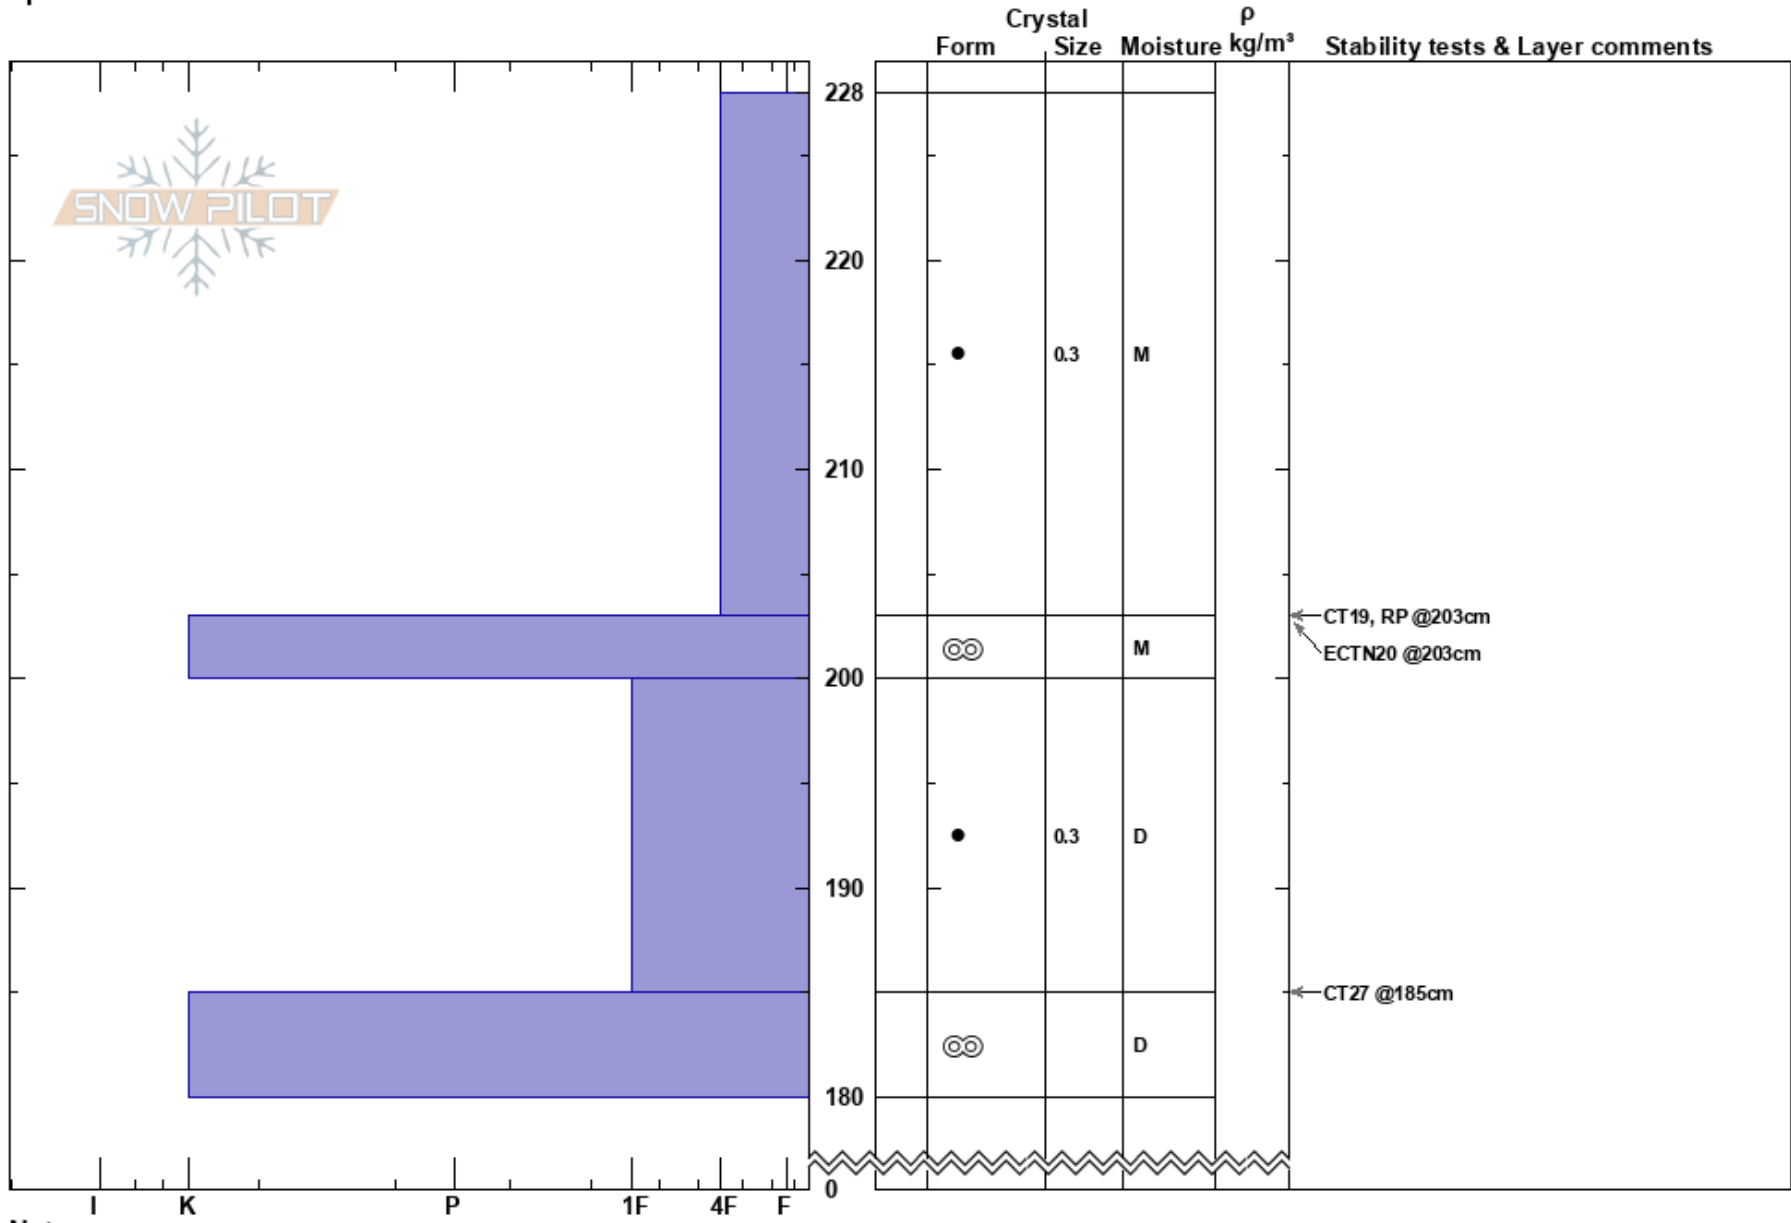 Crystal ρ
Form Size Moisture kg/m³ Stability tests & Layer comments
228
SNOW PILOT
220
0.3 M
210
CT19, RP @203cm
M
ECTN20 @203cm
200
0.3 D
190
CT27 @185cm
D
180
0
I K P 1F 4F F